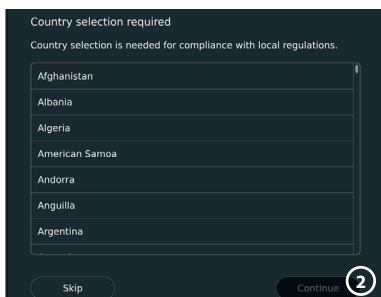 Country selection required
Country selection is needed for compliance with local regulations.
Afghanistan
Albania
Algeria
American Samoa
Andorra
Anguilla
Argentina
Skip
Continue
2